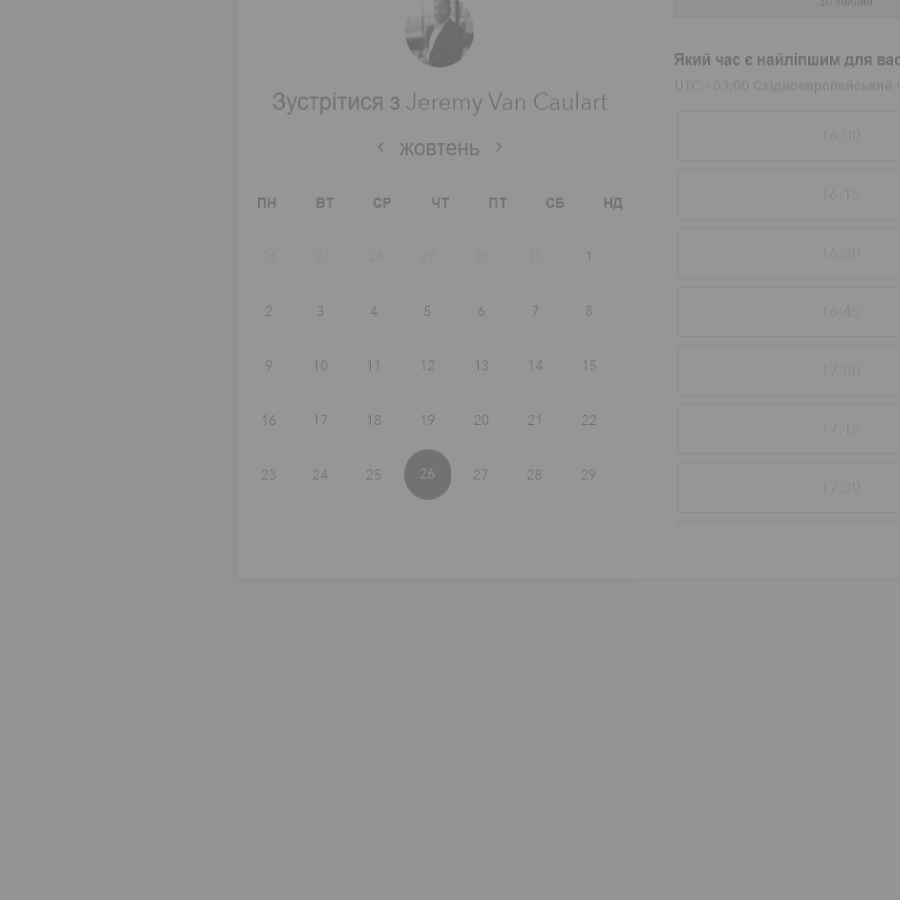 Зустрітися з Jeremy Van Caulart
‹ жовтень ›
ПН ВТ СР ЧТ ПТ СБ НД
26 27 28 29 30 31 1
2 3 4 5 6 7 8
9 10 11 12 13 14 15
16 17 18 19 20 21 22
23 24 25 26 27 28 29
30 хвилин
Який час є найліпшим для вас
UTC +03:00 Східноєвропейський
16:00
16:15
16:30
16:45
17:00
17:15
17:30